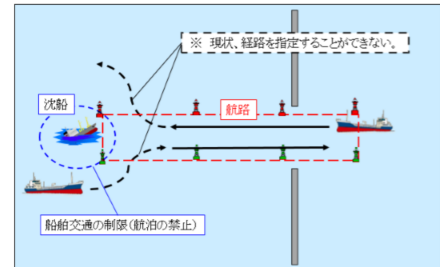 ※ 現状、経路を指定することができない。
沈船
航路
船舶交通の制限(航泊の禁止)